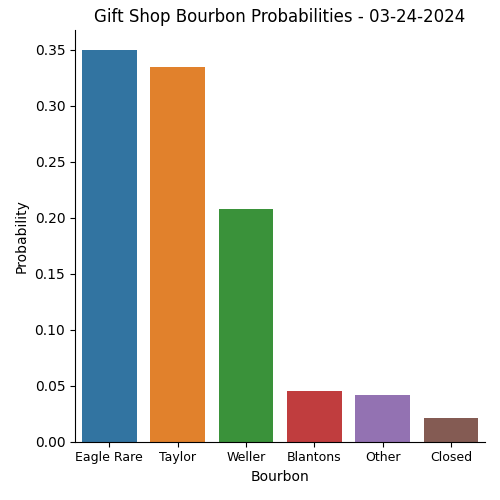 Gift Shop Bourbon Probabilities - 03-24-2024
0.35
0.30
0.25
0.20
0.15
0.10
0.05
0.00
Probability
Eagle Rare Taylor Weller Blantons Other Closed
Bourbon